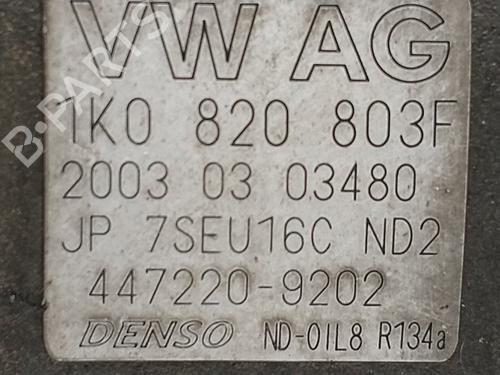 VW AG
1K0 820 803F
2003 03 03480
JP 7SEU16C ND2
447220-9202
DENSO ND-OIL8 R134a
B-PARTS